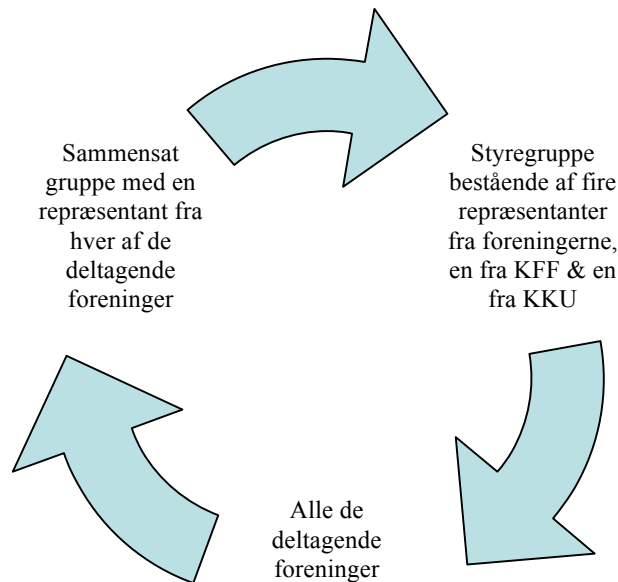 Sammensat
gruppe med en
repræsentant fra
hver af de
deltagende
foreninger
Styregruppe
bestående af fire
repræsentanter
fra foreningerne,
en fra KFF & en
fra KKU
Alle de
deltagende
foreninger